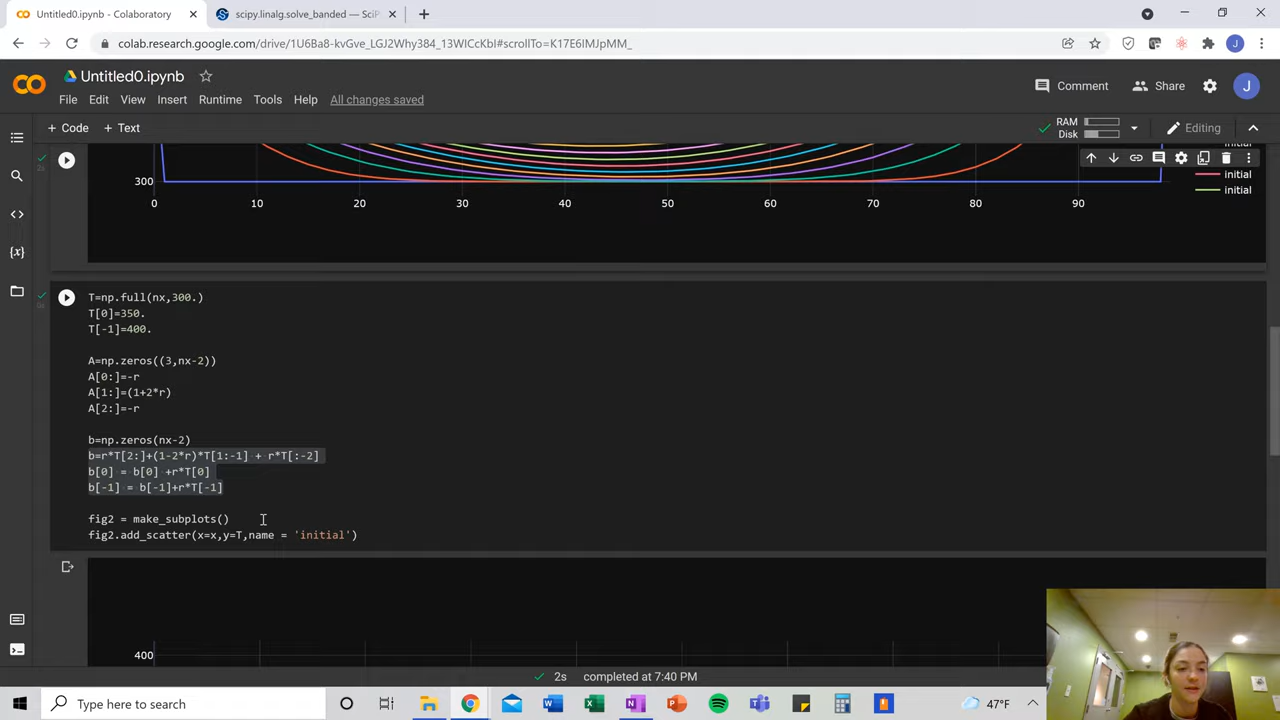 Untitled0.ipynb - Colaboratory
scipy.linalg.solve_banded — SciP
colab.research.google.com/drive/1U6Ba8-kvGve_LGJ2Why384_13WICcKbl#scrollTo=K17E6IMJpMM_
J
CO
Untitled0.ipynb
Comment
Share
J
File Edit View Insert Runtime Tools Help All changes saved
+ Code + Text
RAM
Disk
Editing
initial
initial
300
0 10 20 30 40 50 60 70 80 90
T=np.full(nx,300.)
T[0]=350.
T[-1]=400.
A=np.zeros((3,nx-2))
A[0:]=-r
A[1:]=(1+2*r)
A[2:]=-r
b=np.zeros(nx-2)
b=r*T[2:]+(1-2*r)*T[1:-1] + r*T[:-2]
b[0] = b[0] +r*T[0]
b[-1] = b[-1]+r*T[-1]
fig2 = make_subplots()
fig2.add_scatter(x=x,y=T,name = 'initial')
400
2s completed at 7:40 PM
Type here to search
47°F